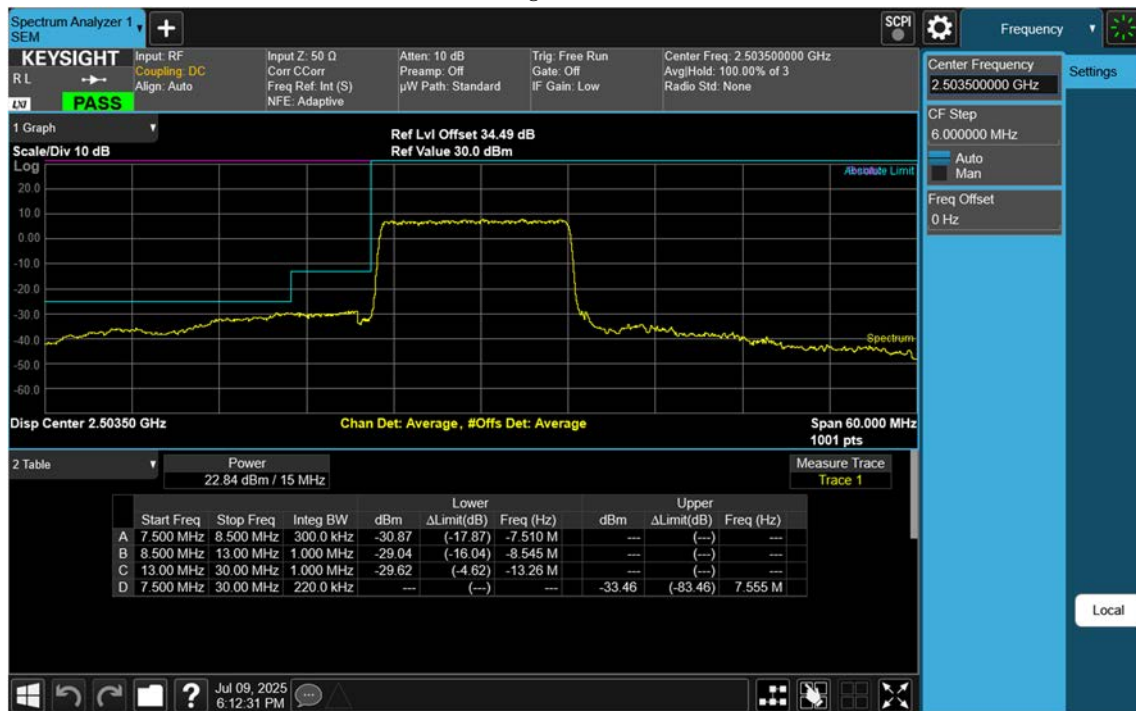 Spectrum Analyzer 1
SEM
SCPI
Frequency
KEYSIGHT
R L
LXI
PASS
Input: RF
Coupling: DC
Align: Auto
Input Z: 50 Ω
Corr CCorr
Freq Ref: Int (S)
NFE: Adaptive
Atten: 10 dB
Preamp: Off
µW Path: Standard
Trig: Free Run
Gate: Off
IF Gain: Low
Center Freq: 2.503500000 GHz
Avg|Hold: 100.00% of 3
Radio Std: None
Center Frequency
2.503500000 GHz
Settings
CF Step
6.000000 MHz
Auto
Man
Freq Offset
0 Hz
1 Graph
Scale/Div 10 dB
Ref Lvl Offset 34.49 dB
Ref Value 30.0 dBm
Log
Absolute Limit
20.0
10.0
0.00
-10.0
-20.0
-30.0
-40.0
-50.0
-60.0
Spectrum
Disp Center 2.50350 GHz
Chan Det: Average, #Offs Det: Average
Span 60.000 MHz
1001 pts
2 Table
Power
22.84 dBm / 15 MHz
Measure Trace
Trace 1
Lower Upper
Start Freq Stop Freq Integ BW dBm ΔLimit(dB) Freq (Hz) dBm ΔLimit(dB) Freq (Hz)
A 7.500 MHz 8.500 MHz 300.0 kHz -30.87 (-17.87) -7.510 M --- (---) ---
B 8.500 MHz 13.00 MHz 1.000 MHz -29.04 (-16.04) -8.545 M --- (---) ---
C 13.00 MHz 30.00 MHz 1.000 MHz -29.62 (-4.62) -13.26 M --- (---) ---
D 7.500 MHz 30.00 MHz 220.0 kHz --- (---) --- -33.46 (-83.46) 7.555 M
Local
?
Jul 09, 2025
6:12:31 PM